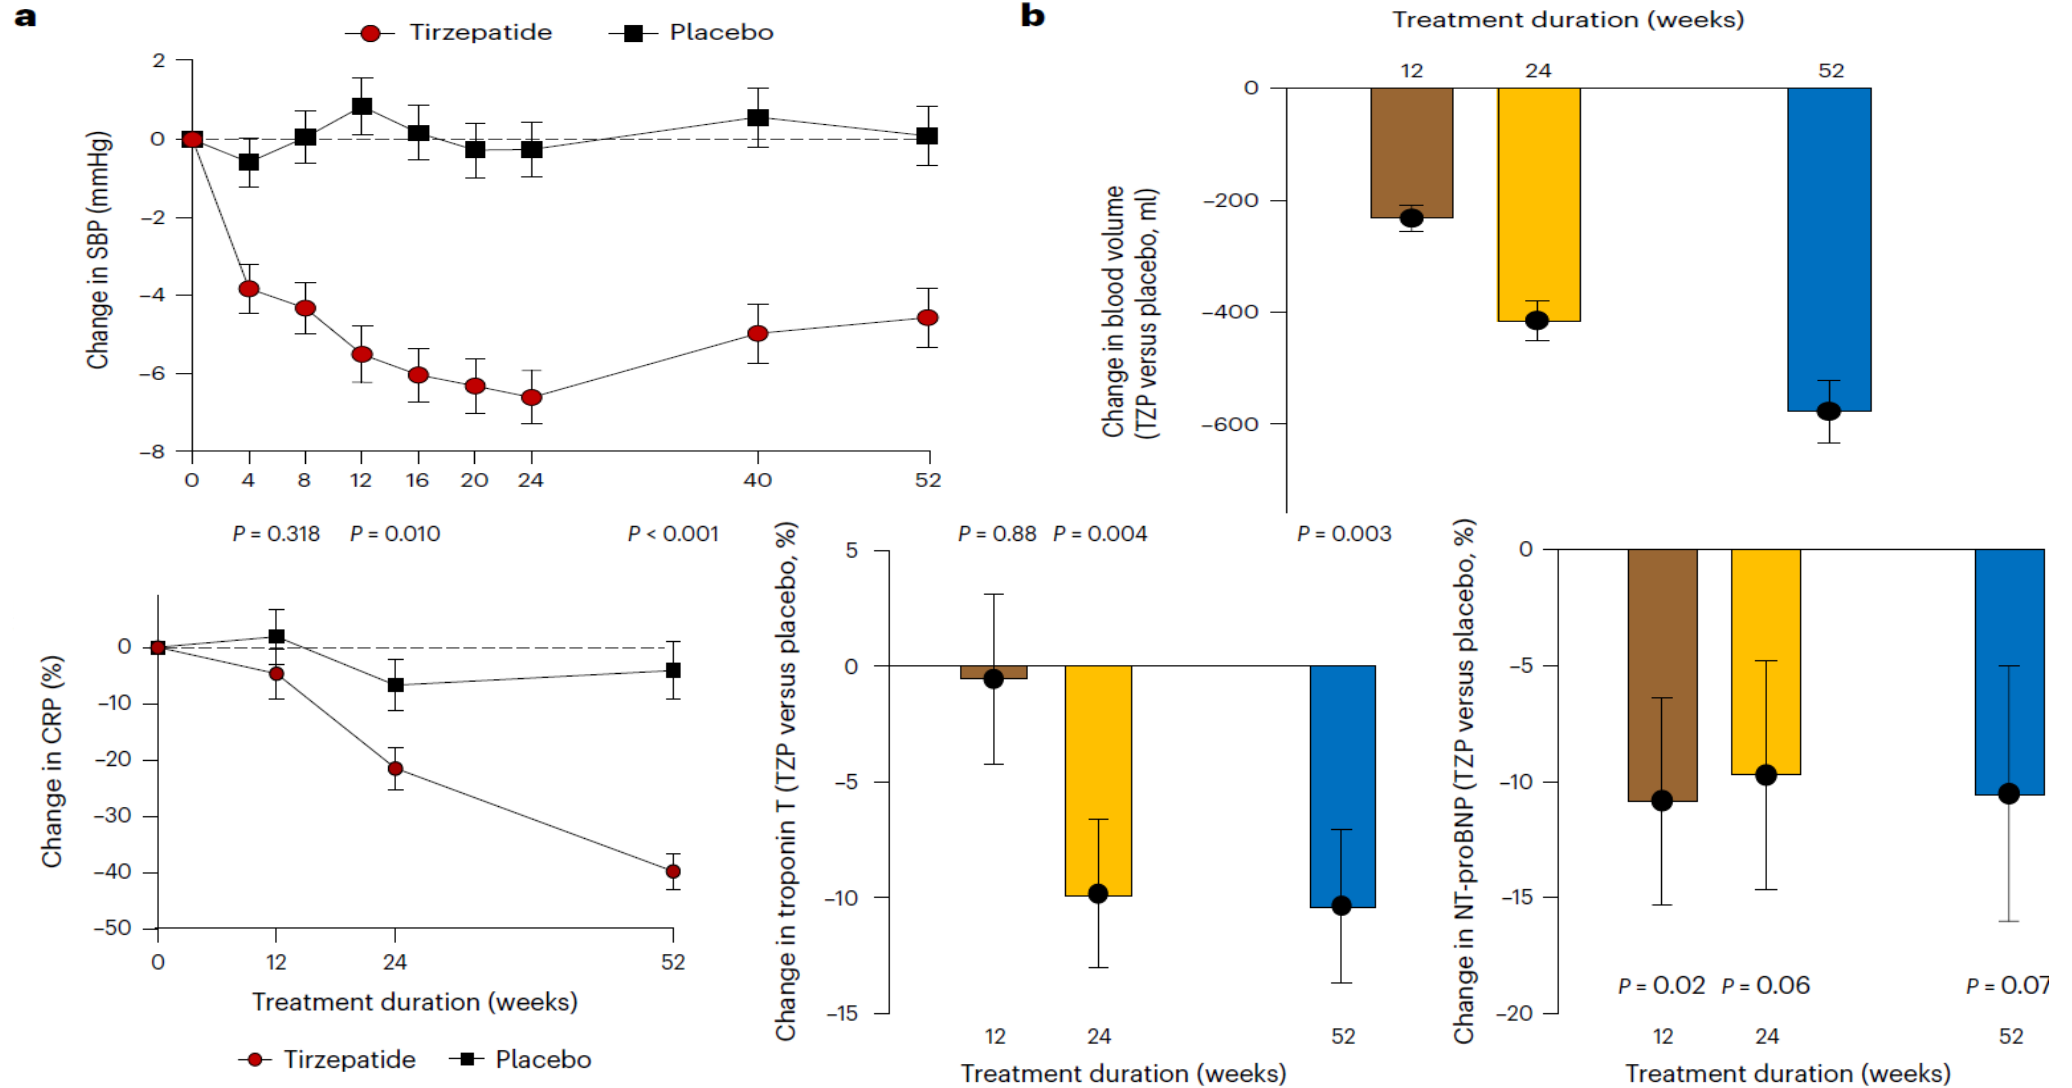 a
Tirzepatide
Placebo
2
0
−2
−4
−6
−8
Change in SBP (mmHg)
0 4 8 12 16 20 24 40 52
b
Treatment duration (weeks)
12 24 52
0
−200
−400
−600
Change in blood volume
(TZP versus placebo, ml)
P = 0.318 P = 0.010 P < 0.001
0
−10
−20
−30
−40
−50
Change in CRP (%)
0 12 24 52
Treatment duration (weeks)
Tirzepatide
Placebo
P = 0.88 P = 0.004 P = 0.003
5
0
−5
−10
−15
Change in troponin T (TZP versus placebo, %)
12 24 52
Treatment duration (weeks)
0
−5
−10
−15
−20
Change in NT-proBNP (TZP versus placebo, %)
P = 0.02 P = 0.06 P = 0.07
12 24 52
Treatment duration (weeks)